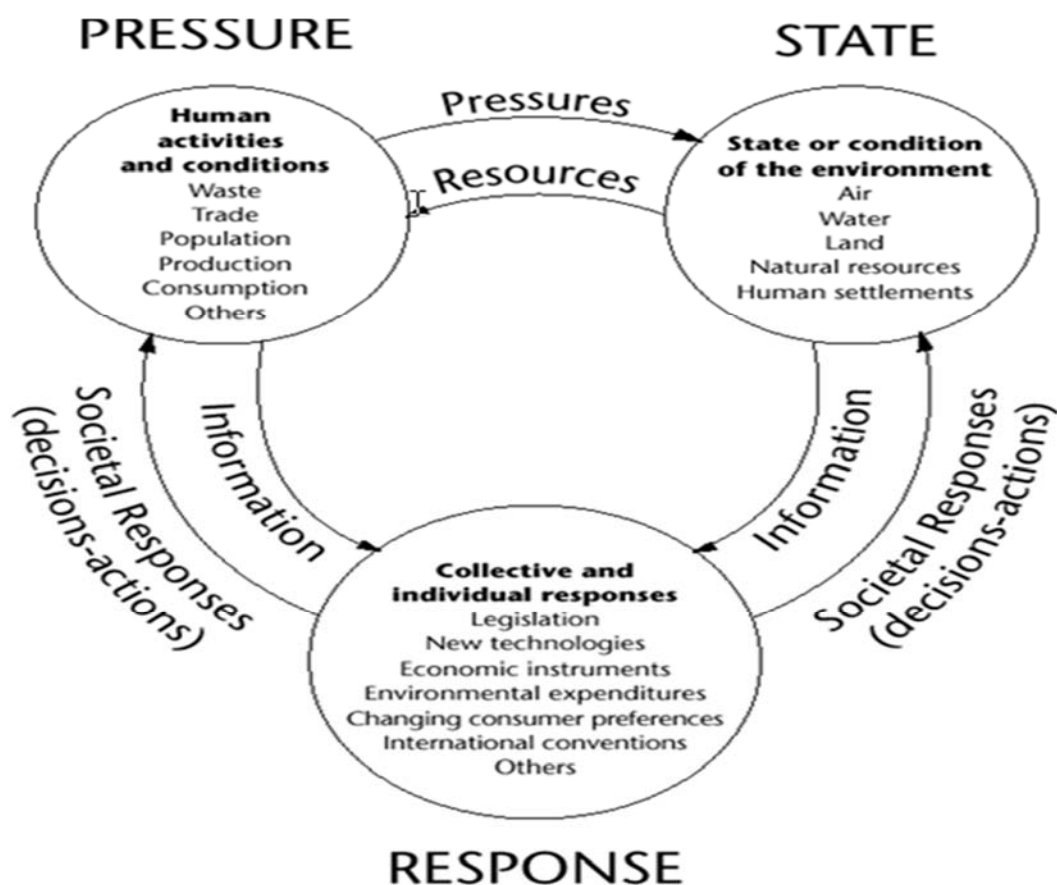 PRESSURE
STATE
Human
activities
and conditions
Waste
Trade
Population
Production
Consumption
Others
Pressures
Resources
State or condition
of the environment
Air
Water
Land
Natural resources
Human settlements
Societal Responses
(decisions-actions)
Information
Information
Societal Responses
(decisions-actions)
Collective and
individual responses
Legislation
New technologies
Economic instruments
Environmental expenditures
Changing consumer preferences
International conventions
Others
RESPONSE